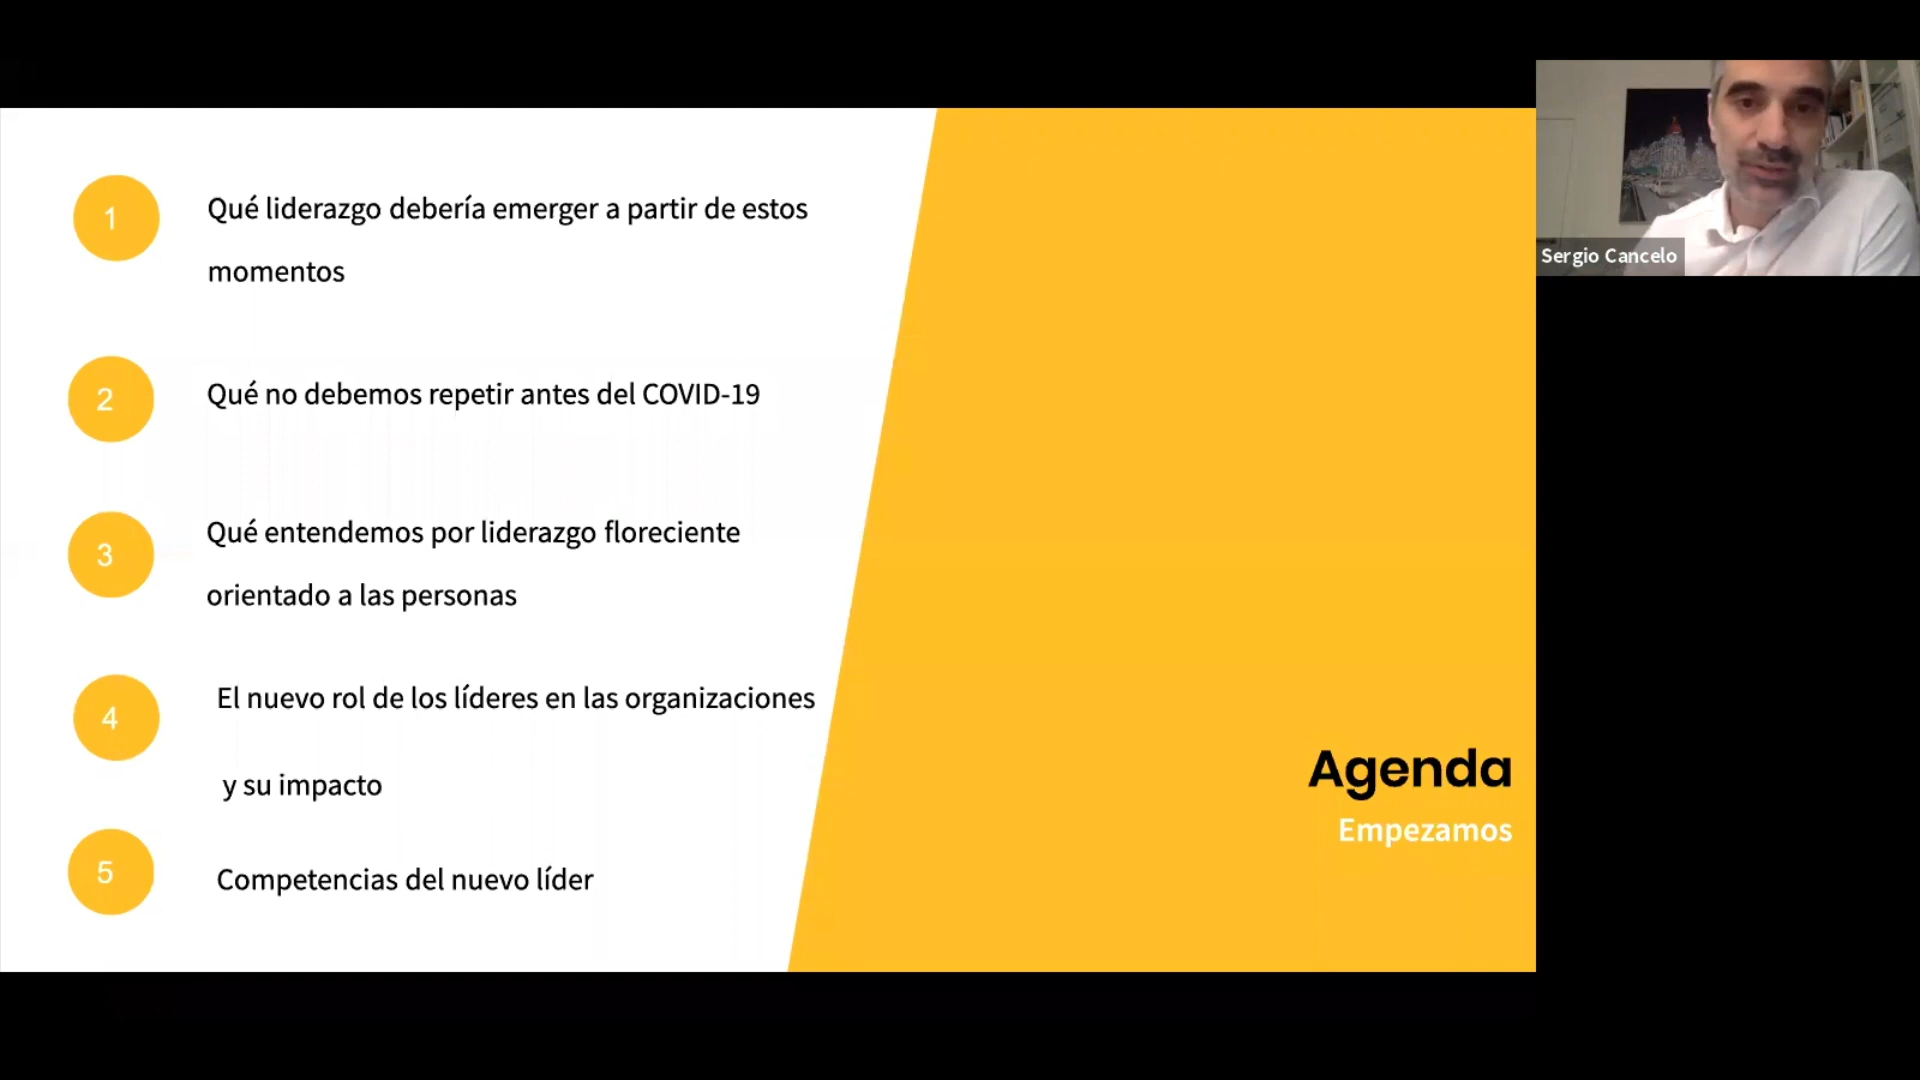 1
Qué liderazgo debería emerger a partir de estos
momentos
2
Qué no debemos repetir antes del COVID-19
3
Qué entendemos por liderazgo floreciente
orientado a las personas
4
El nuevo rol de los líderes en las organizaciones
y su impacto
5
Competencias del nuevo líder
Agenda
Empezamos
Sergio Cancelo